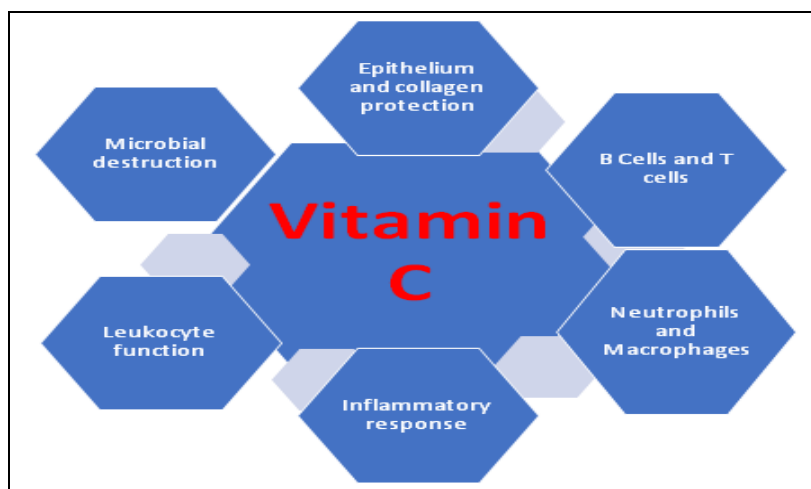 Vitamin
C
Epithelium
and collagen
protection
B Cells and T
cells
Neutrophils
and
Macrophages
Inflammatory
response
Leukocyte
function
Microbial
destruction